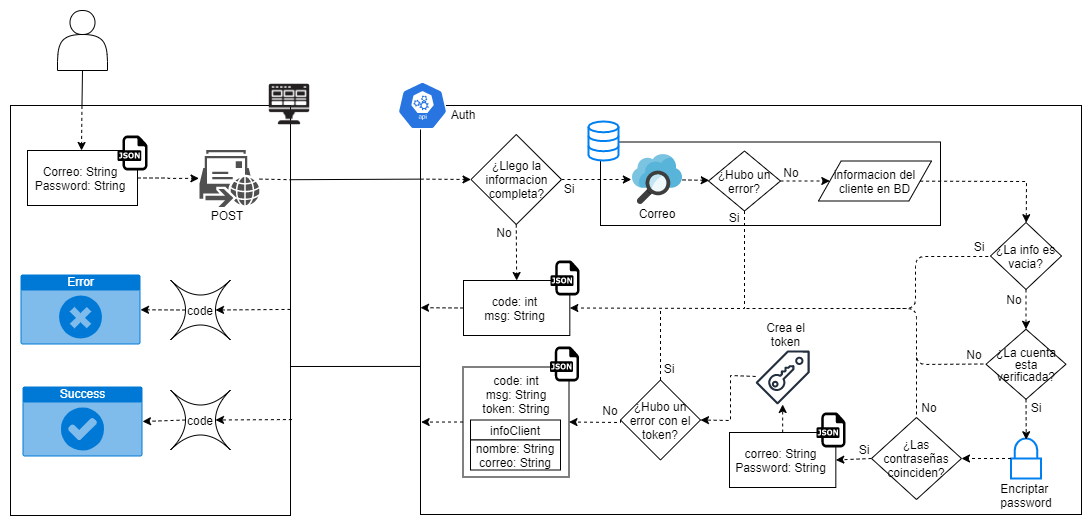 Auth
api
JSON
Correo: String
Password: String
POST
¿Llego la
informacion
completa?
Si
No
Correo
¿Hubo un
error?
No
Si
informacion del
cliente en BD
¿La info es
vacia?
Si
No
¿La cuenta
esta
verificada?
No
Si
Encriptar
password
¿Las
contraseñas
coinciden?
No
Si
JSON
correo: String
Password: String
Crea el
token
¿Hubo un
error con el
token?
Si
No
JSON
code: int
msg: String
JSON
code: int
msg: String
token: String
infoClient
nombre: String
correo: String
Error
code
Success
code